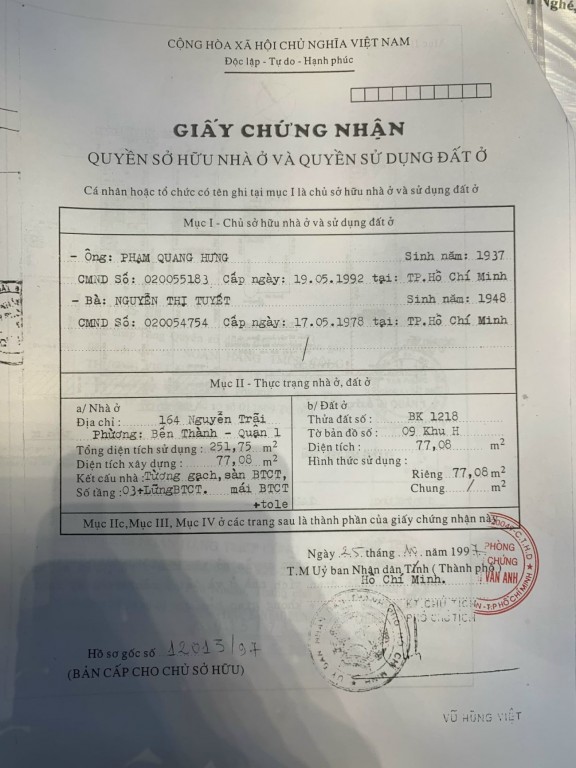 Nghé,
CỘNG HÒA XÃ HỘI CHỦ NGHĨA VIỆT NAM
Độc lập - Tự do - Hạnh phúc
GIẤY CHỨNG NHẬN
QUYỀN SỞ HỮU NHÀ Ở VÀ QUYỀN SỬ DỤNG ĐẤT Ở
Cá nhân hoặc tổ chức có tên ghi tại mục I là chủ sở hữu nhà ở và sử dụng đất ở
Mục I - Chủ sở hữu nhà ở và sử dụng đất ở
- Ông: PHẠM QUANG HƯNG Sinh năm: 1937
CMND Số: 020055183 Cấp ngày: 19.05.1992 tại: TP.Hồ Chí Minh
- Bà: NGUYỄN THỊ TUYẾT Sinh năm: 1948
CMND Số: 020054754 Cấp ngày: 17.05.1978 tại: TP.Hồ Chí Minh
/
Mục II - Thực trạng nhà ở, đất ở
a/ Nhà ở
Địa chỉ : 164 Nguyễn Trãi
Phường: Bến Thành - Quận 1
Tổng diện tích sử dụng : 251,75 m²
Diện tích xây dựng : 77,08 m²
Kết cấu nhà : Tường gạch, sàn BTCT,
Số tầng : 03+LửngBTCT. mái BTCT
+tole
b/ Đất ở
Thửa đất số : BK 1218
Tờ bản đồ số : 09 Khu H
Diện tích : 77,08 m²
Hình thức sử dụng :
Riêng 77,08 m²
Chung / m²
Mục IIc, Mục III, Mục IV ở các trang sau là thành phần của giấy chứng nhận này
Ngày 25 tháng năm 1997
T.M Uỷ ban Nhân dân Tỉnh ( Thành phố )
Hồ Chí Minh.
KT. CHỦ TỊCH
PHÓ CHỦ TỊCH
PHÒNG
CHỨNG
VĂN ANH
Hồ sơ gốc số 12013/97
(BẢN CẤP CHO CHỦ SỞ HỮU)
VŨ HÙNG VIỆT